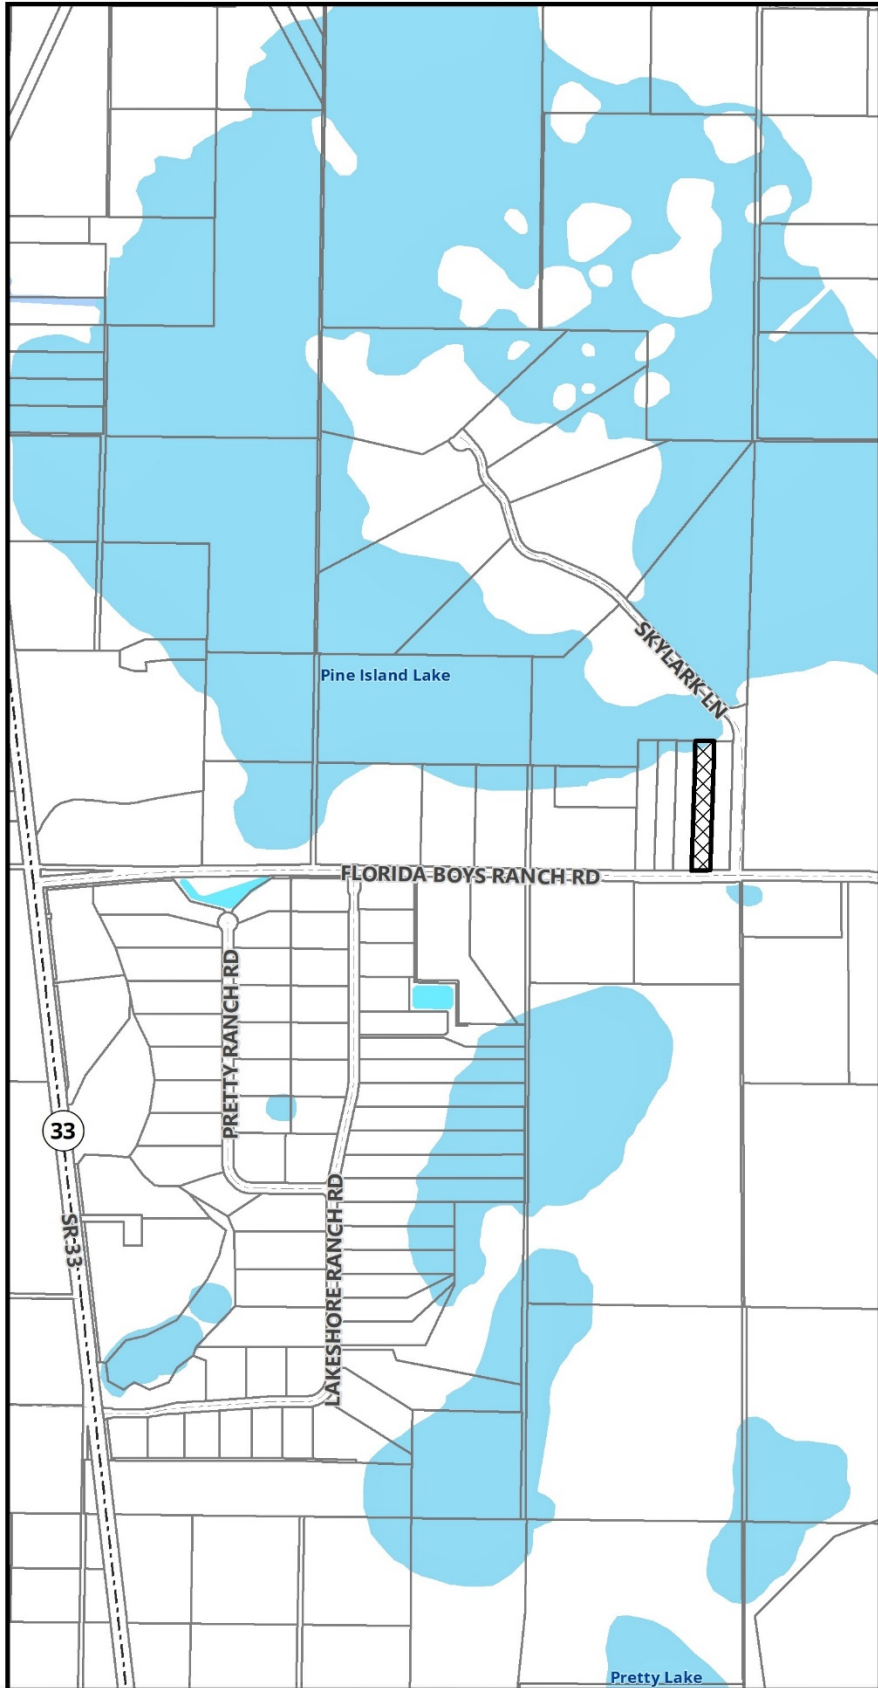 Pine Island Lake
SKYLARK LN
FLORIDA BOYS RANCH RD
PRETTY RANCH RD
33
LAKESHORE RANCH RD
SR 33
Pretty Lake